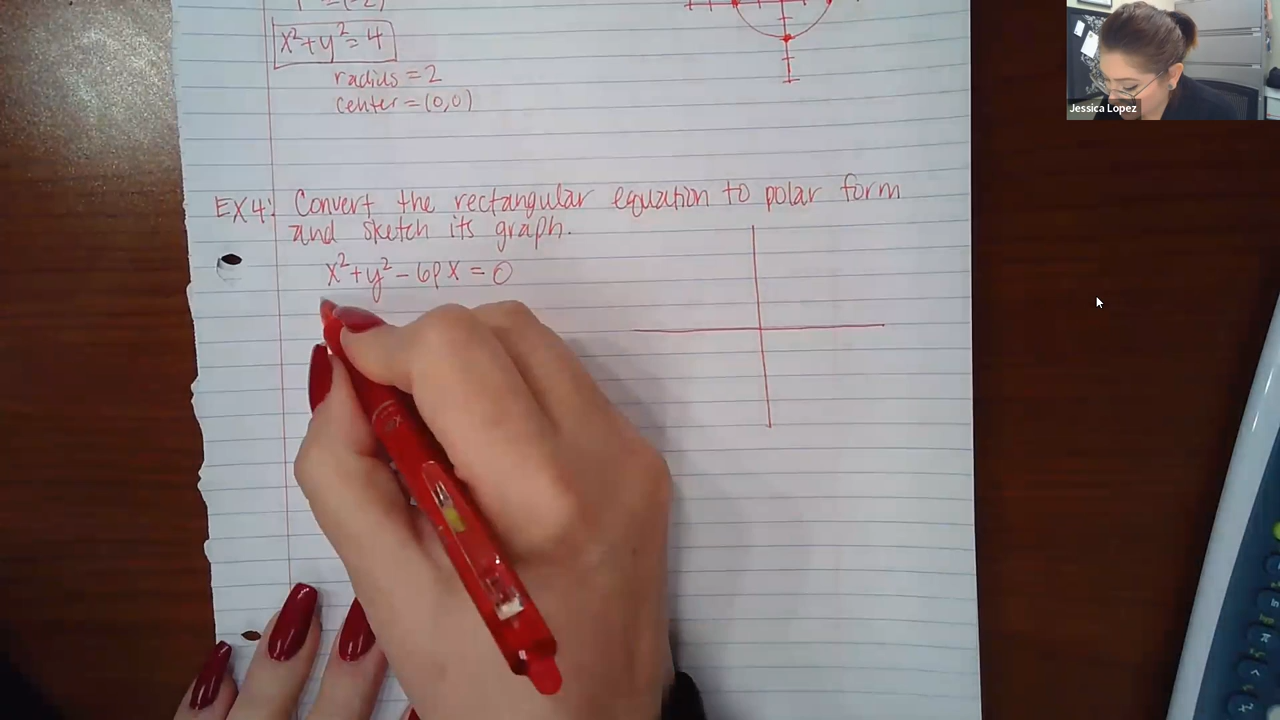 x²+y²=4
radius = 2
center = (0,0)
EX4: Convert the rectangular equation to polar form
and sketch its graph.
x²+y²-6px=0
Jessica Lopez